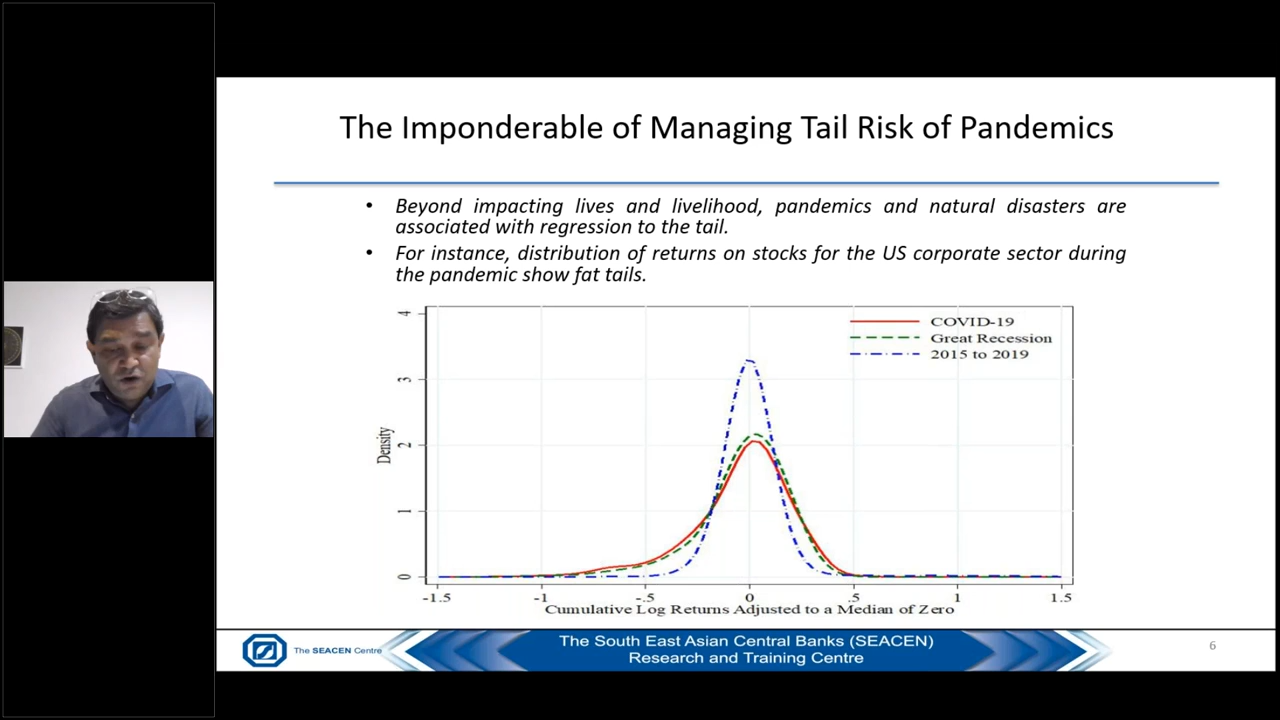 The Imponderable of Managing Tail Risk of Pandemics
• Beyond impacting lives and livelihood, pandemics and natural disasters are
associated with regression to the tail.
• For instance, distribution of returns on stocks for the US corporate sector during
the pandemic show fat tails.
COVID-19
Great Recession
2015 to 2019
Density
4
3
2
1
0
-1.5 -1 -.5 0 .5 1 1.5
Cumulative Log Returns Adjusted to a Median of Zero
The SEACEN Centre
The South East Asian Central Banks (SEACEN)
Research and Training Centre
6